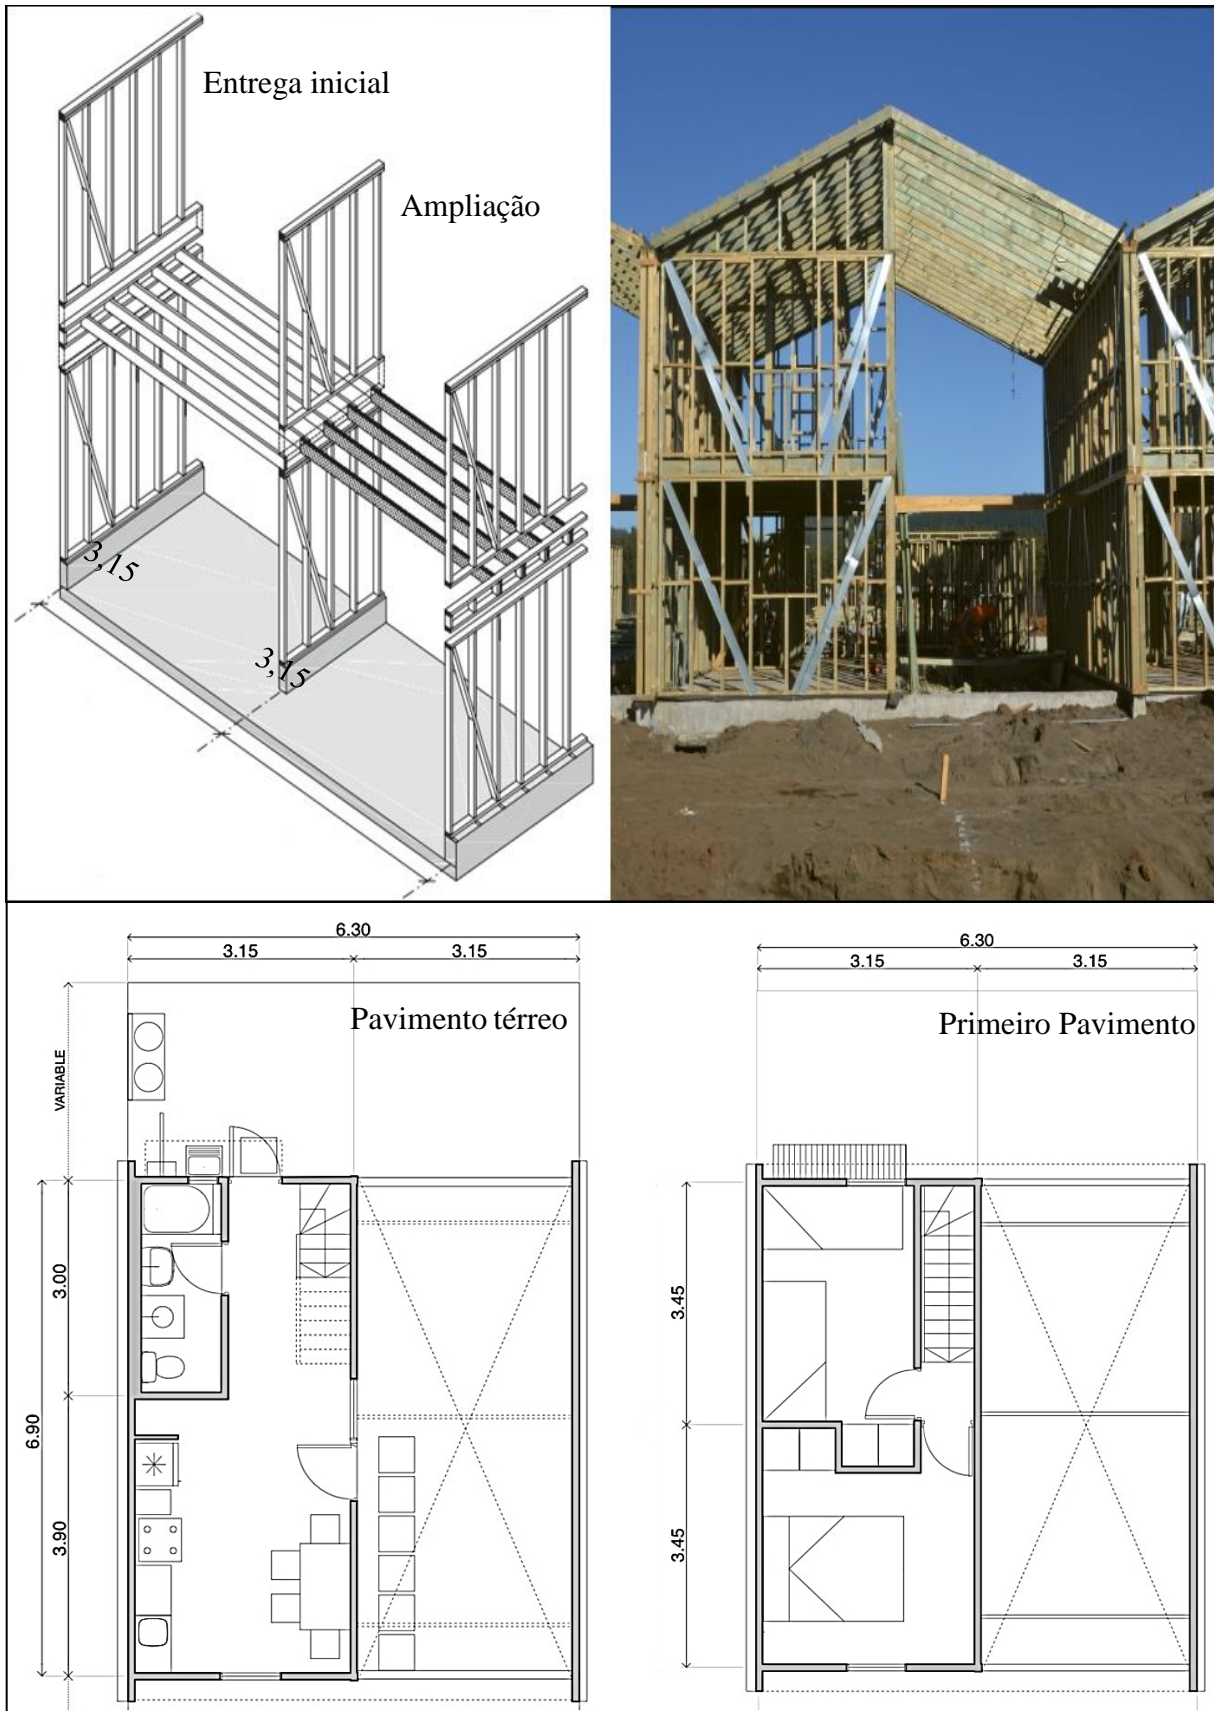 Entrega inicial
Ampliação
3,15
3,15
6.30
3.15
3.15
Pavimento térreo
VARIABLE
3.00
6.90
3.90
6.30
3.15
3.15
Primeiro Pavimento
3.45
3.45